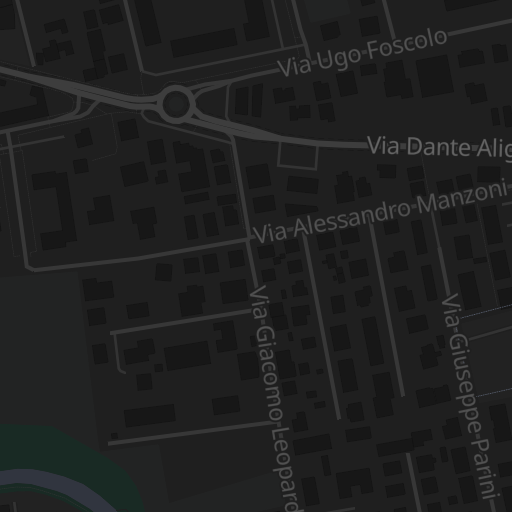 Via Ugo Foscolo
Via Dante Alig
Via Alessandro Manzoni
Via Giacomo Leopard
Via Giuseppe Parini